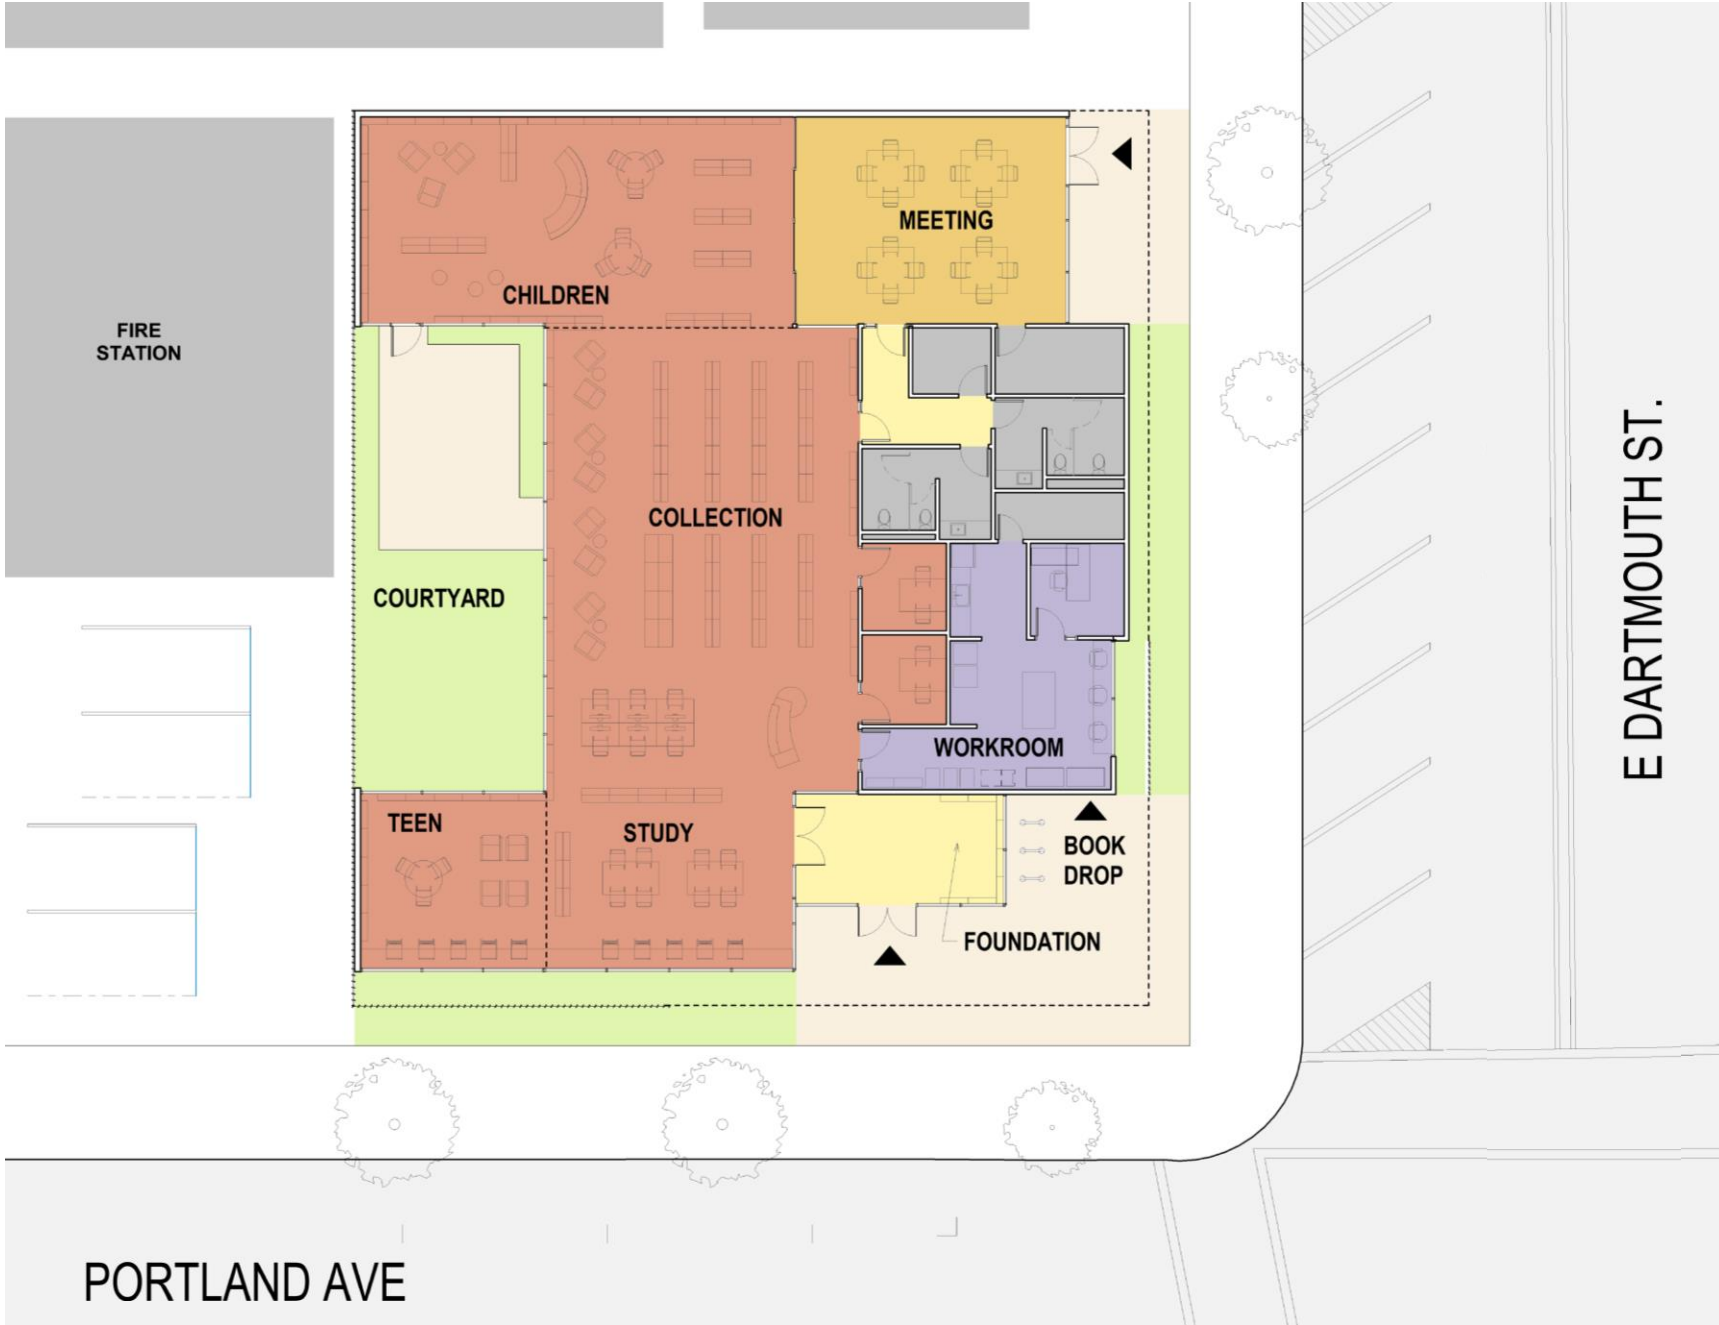 MEETING
CHILDREN
FIRE
STATION
COLLECTION
COURTYARD
WORKROOM
TEEN
STUDY
BOOK
DROP
FOUNDATION
E DARTMOUTH ST.
PORTLAND AVE